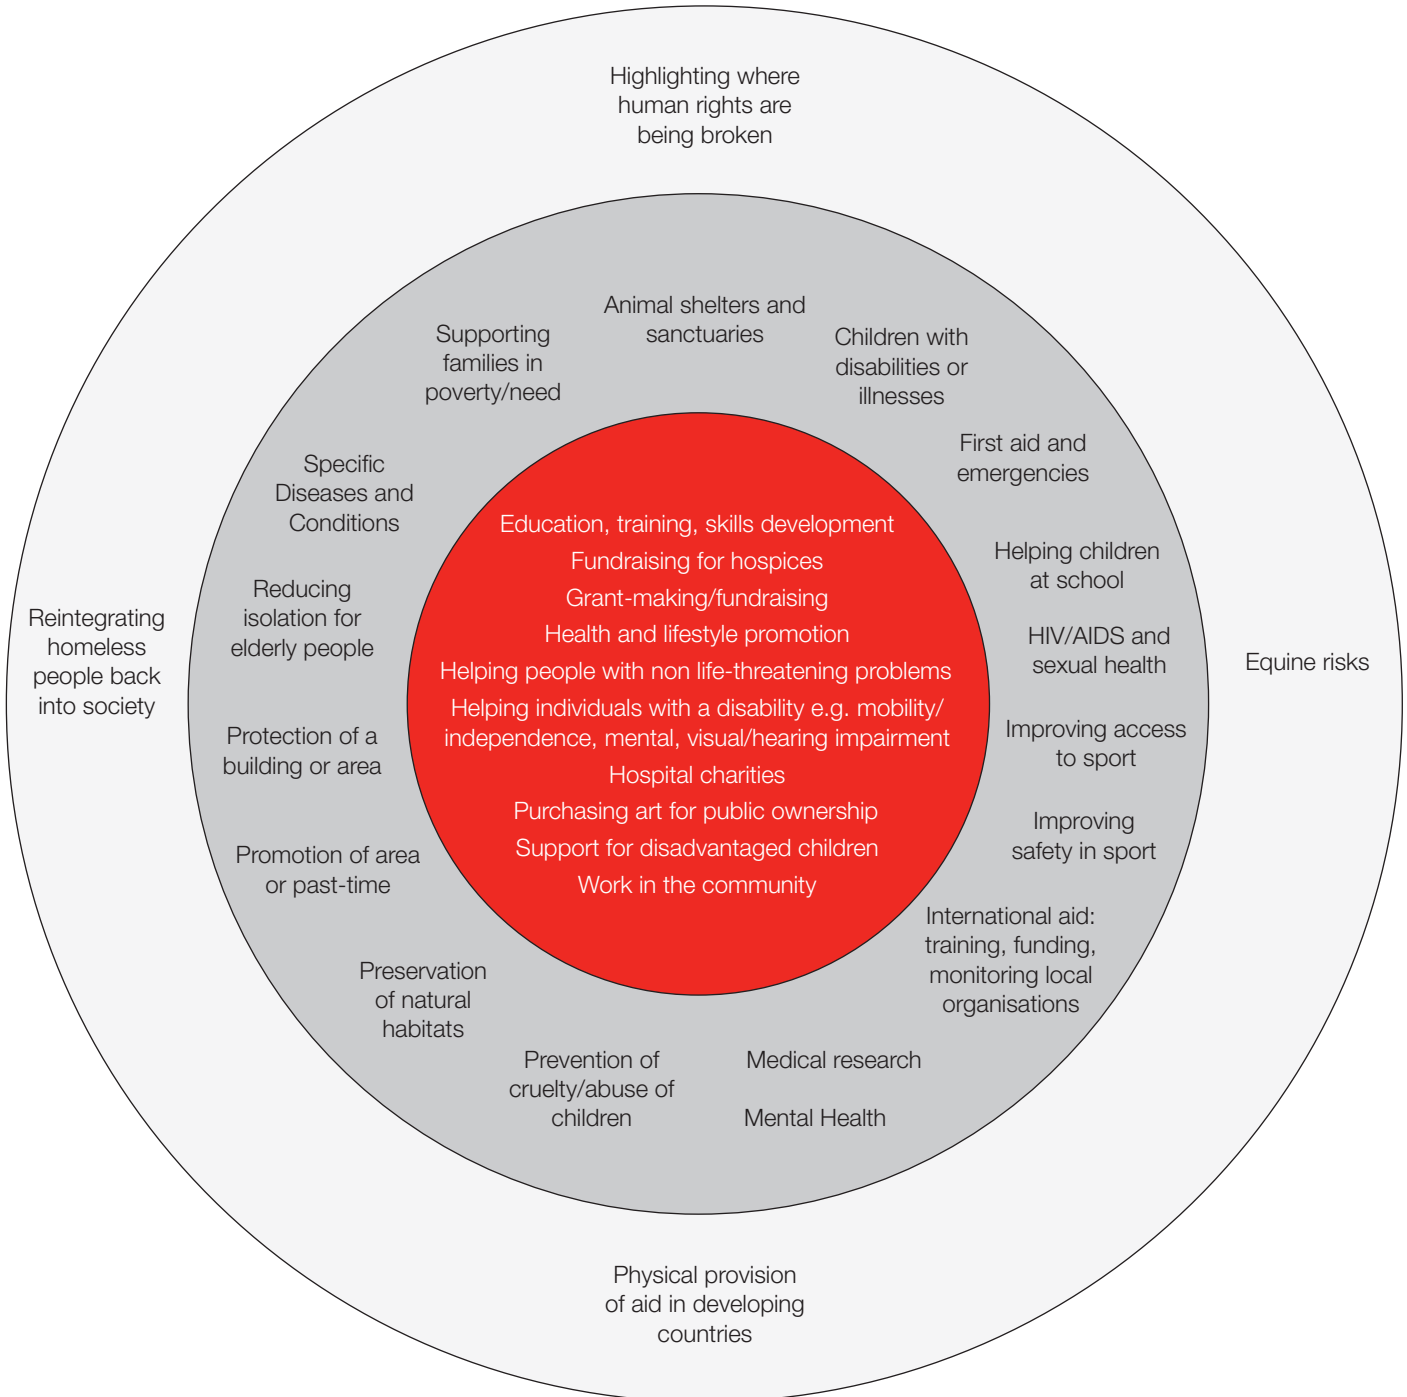 Highlighting where
human rights are
being broken
Animal shelters and
sanctuaries
Supporting
families in
poverty/need
Children with
disabilities or
illnesses
First aid and
emergencies
Specific
Diseases and
Conditions
Education, training, skills development
Fundraising for hospices
Grant-making/fundraising
Health and lifestyle promotion
Helping people with non life-threatening problems
Helping individuals with a disability e.g. mobility/
independence, mental, visual/hearing impairment
Hospital charities
Purchasing art for public ownership
Support for disadvantaged children
Work in the community
Helping children
at school
Reducing
isolation for
elderly people
Reintegrating
homeless
people back
into society
HIV/AIDS and
sexual health
Equine risks
Protection of a
building or area
Improving access
to sport
Improving
safety in sport
Promotion of area
or past-time
International aid:
training, funding,
monitoring local
organisations
Preservation
of natural
habitats
Prevention of
cruelty/abuse of
children
Medical research
Mental Health
Physical provision
of aid in developing
countries